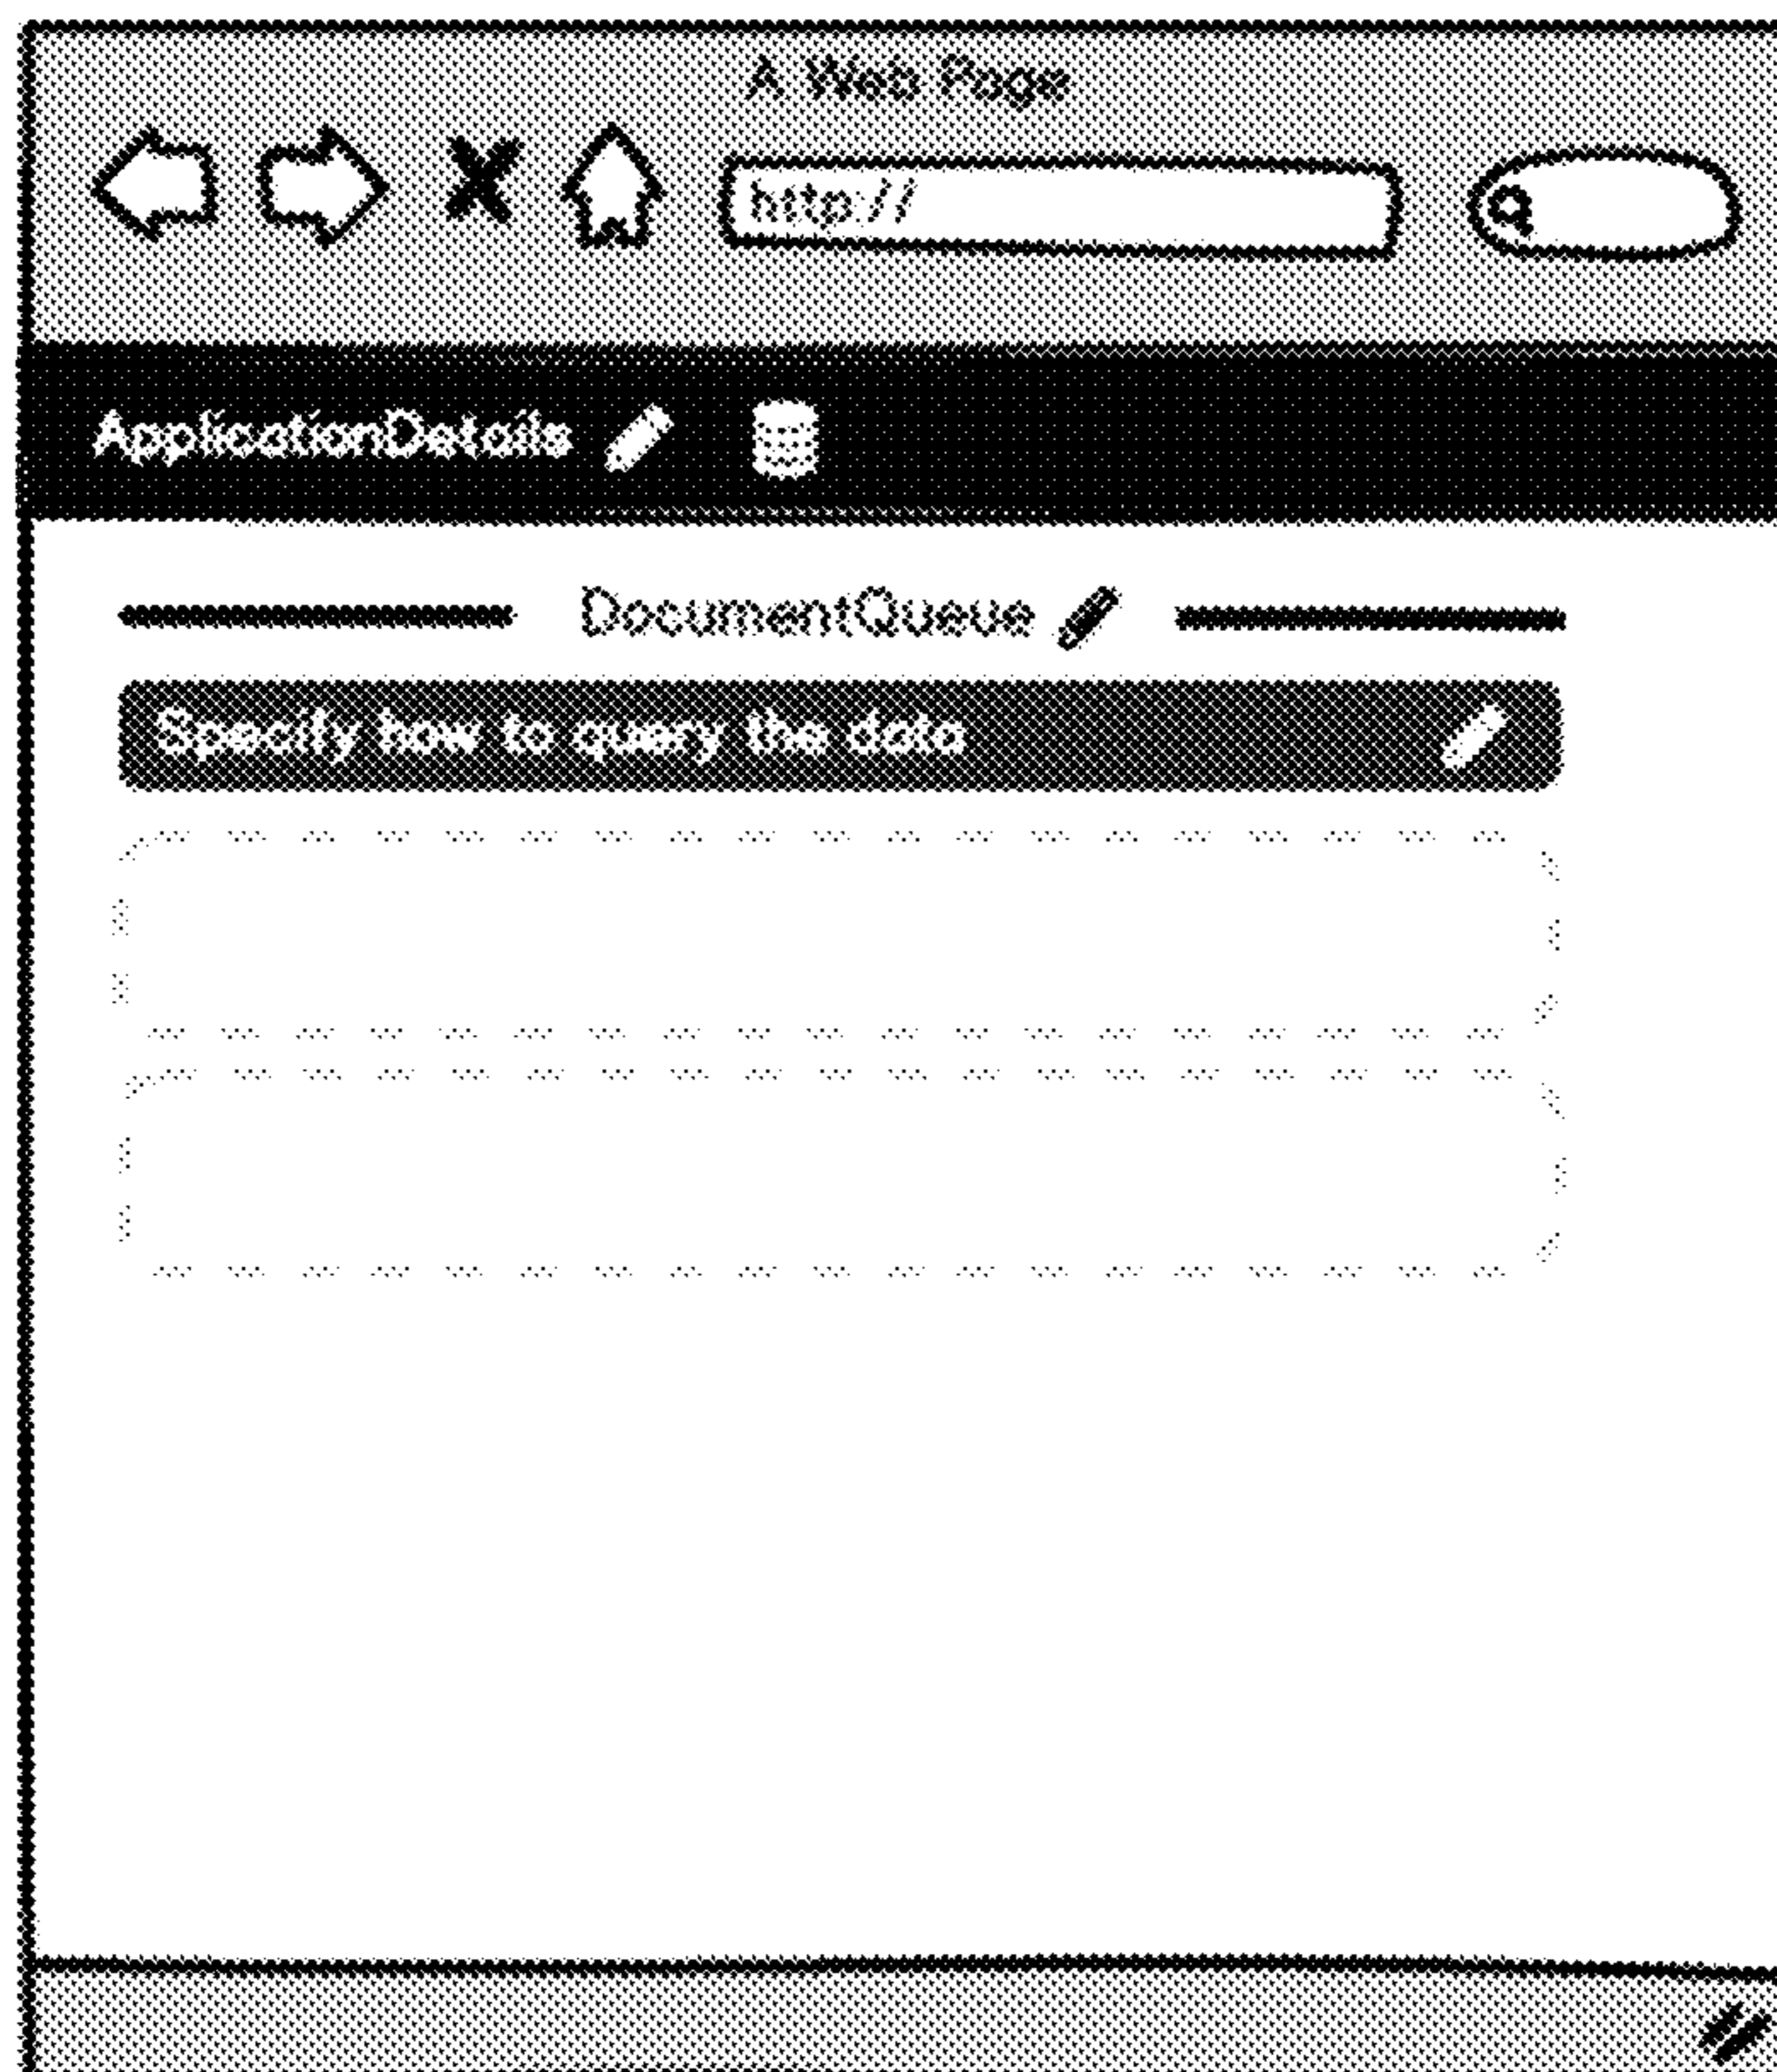 A Web Page
http://
ApplicationDetails
DocumentQueue
Specify how to query the data